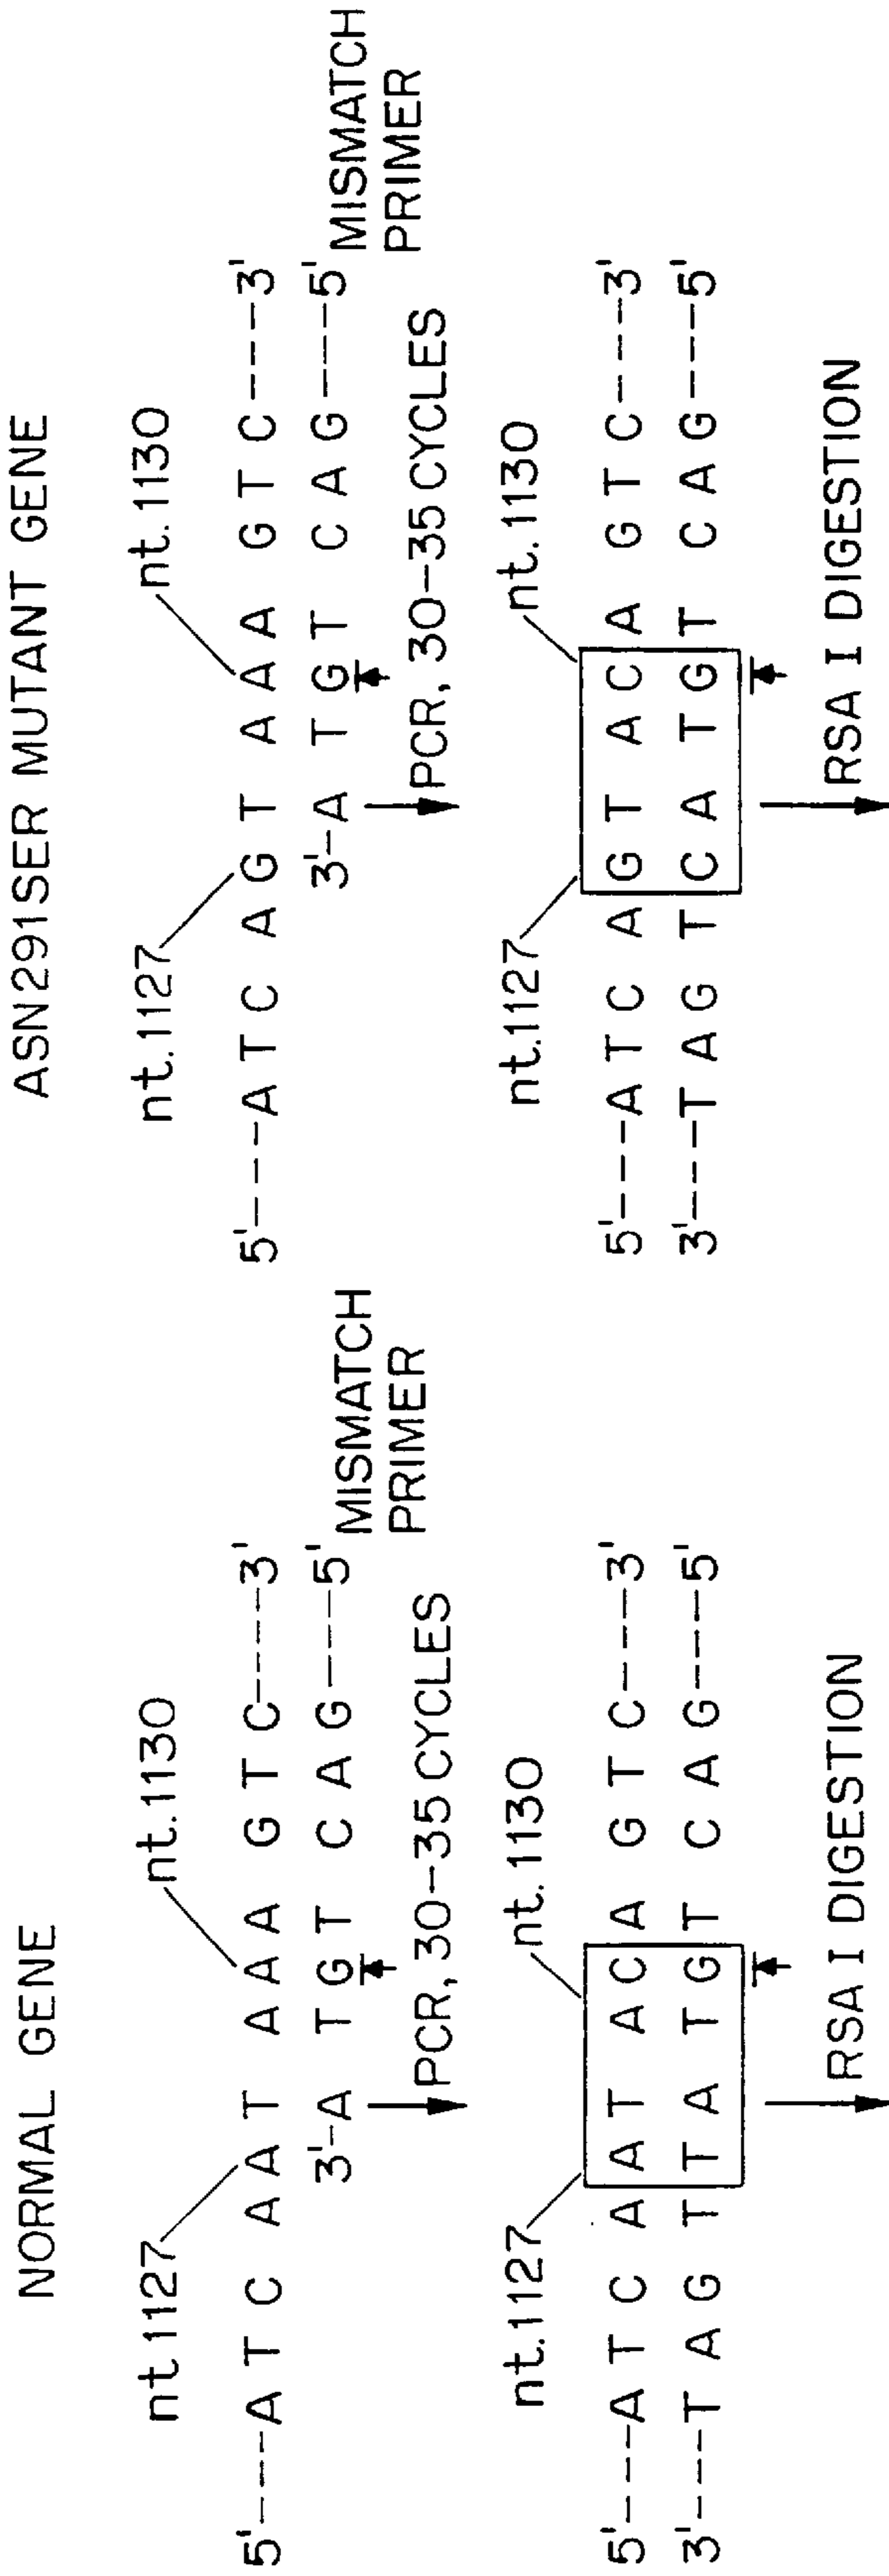 NORMAL GENE
nt 1127 nt.1130
5'----A T C A A T A A A G T C----3'
3'-A T G T C A G----5'
MISMATCH
PRIMER
PCR, 30-35 CYCLES
nt.1127 nt.1130
5'----A T C A A T A C A G T C----3'
3'----T A G T T A T G T C A G----5'
RSA I DIGESTION
ASN291SER MUTANT GENE
nt.1127 nt.1130
5'----A T C A G T A A A G T C----3'
3'-A T G T C A G----5'
MISMATCH
PRIMER
PCR, 30-35 CYCLES
nt.1127 nt.1130
5'----A T C A G T A C A G T C----3'
3'----T A G T C A T G T C A G----5'
RSA I DIGESTION